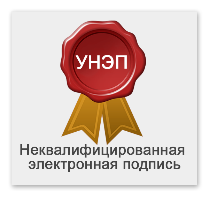 УНЭП
Неквалифицированная
электронная подпись